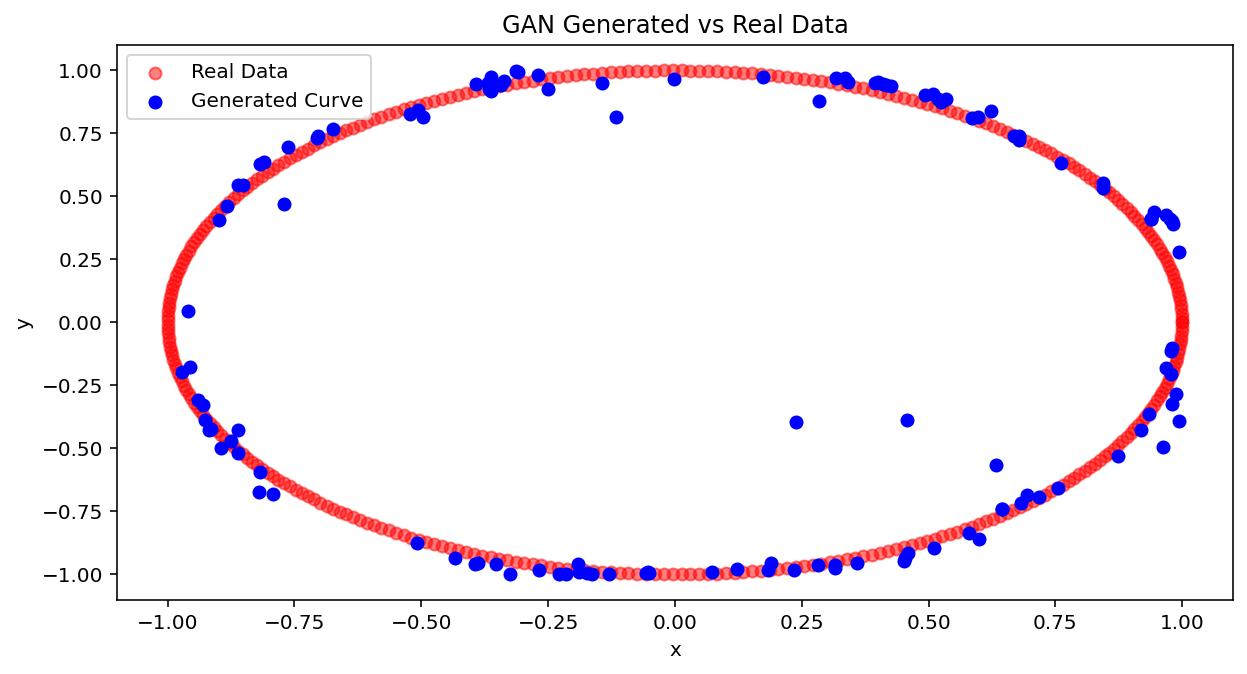 GAN Generated vs Real Data
Real Data
Generated Curve
1.00
0.75
0.50
0.25
0.00
−0.25
−0.50
−0.75
−1.00
y
−1.00 −0.75 −0.50 −0.25 0.00 0.25 0.50 0.75 1.00
x